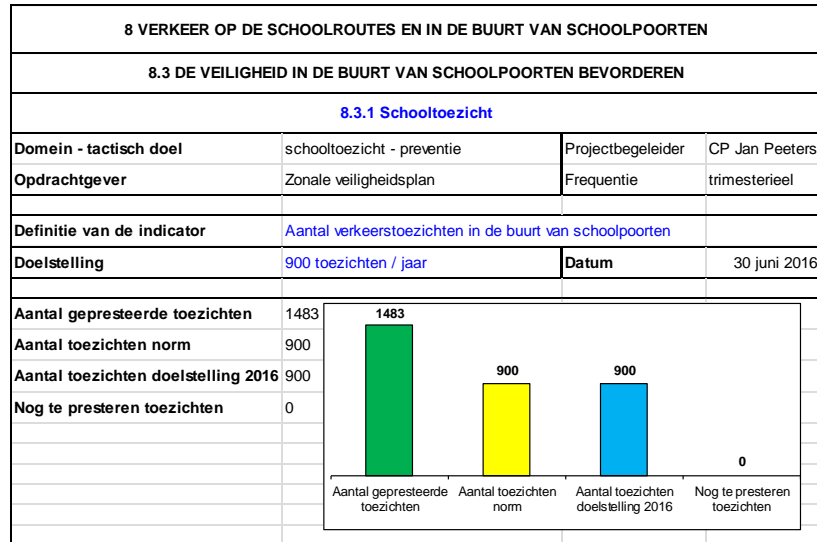 8 VERKEER OP DE SCHOOLROUTES EN IN DE BUURT VAN SCHOOLPOORTEN
8.3 DE VEILIGHEID IN DE BUURT VAN SCHOOLPOORTEN BEVORDEREN
8.3.1 Schooltoezicht
Domein - tactisch doel schooltoezicht - preventie Projectbegeleider CP Jan Peeters
Opdrachtgever Zonale veiligheidsplan Frequentie trimesterieel
Definitie van de indicator Aantal verkeerstoezichten in de buurt van schoolpoorten
Doelstelling 900 toezichten / jaar Datum 30 juni 2016
Aantal gepresteerde toezichten 1483
Aantal toezichten norm 900
Aantal toezichten doelstelling 2016 900
Nog te presteren toezichten 0
1483
900
900
0
Aantal gepresteerde
toezichten
Aantal toezichten
norm
Aantal toezichten
doelstelling 2016
Nog te presteren
toezichten